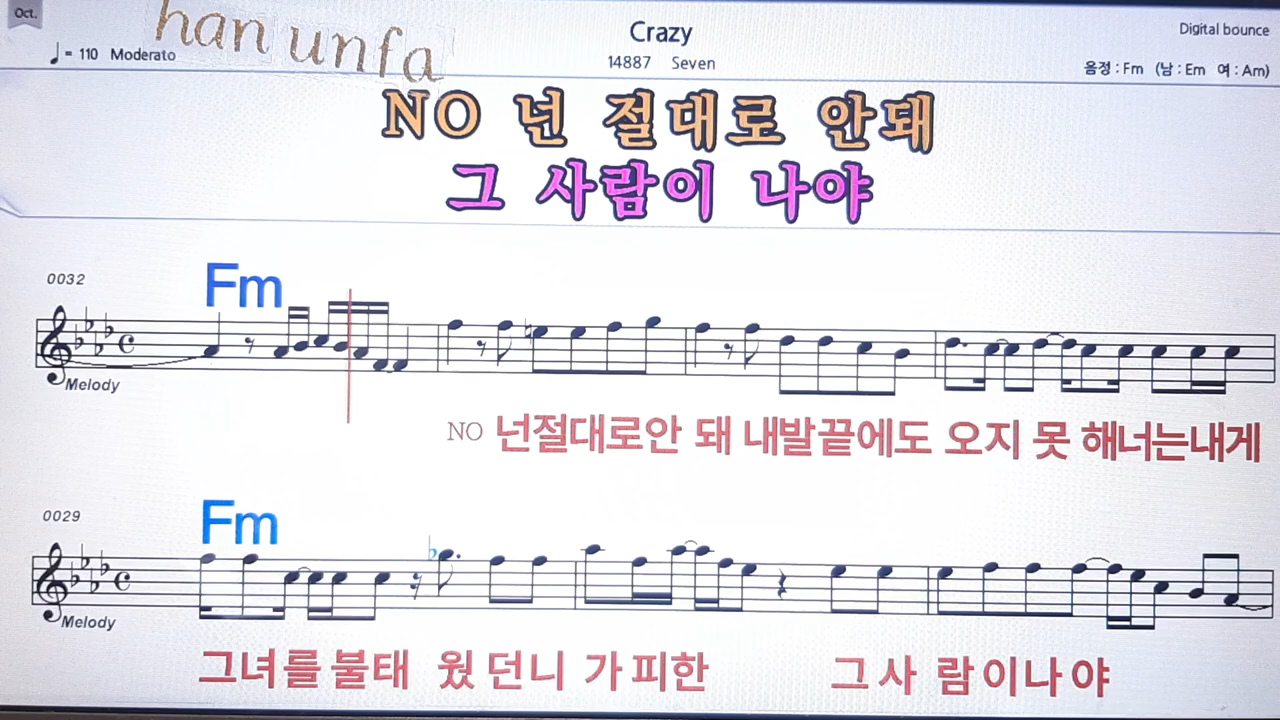 Oct.
han unfa
Crazy
Digital bounce
♩= 110 Moderato
14887 Seven
음정 : Fm (남 : Em 여 : Am)
NO 넌 절대로 안돼
그 사람이 나야
0032
Fm
Melody
NO 넌절대로안 돼 내발끝에도 오지 못 해너는내게
0029
Fm
Melody
그녀를불태 웠던니 가피한 그사 람이나야